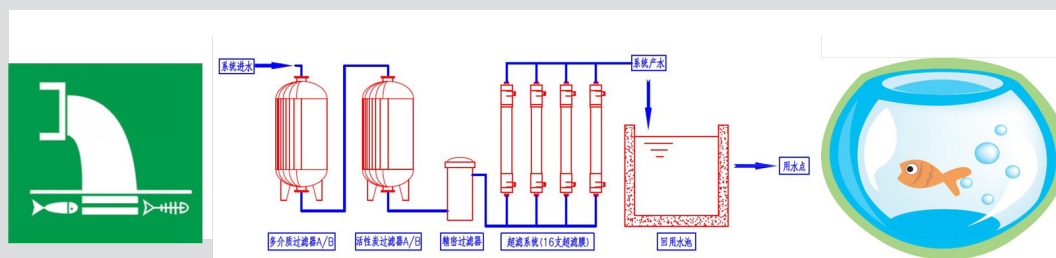 系统进水
系统产水
用水点
多介质过滤器A/B
活性炭过滤器A/B
精密过滤器
超滤系统(16支超滤膜)
回用水池